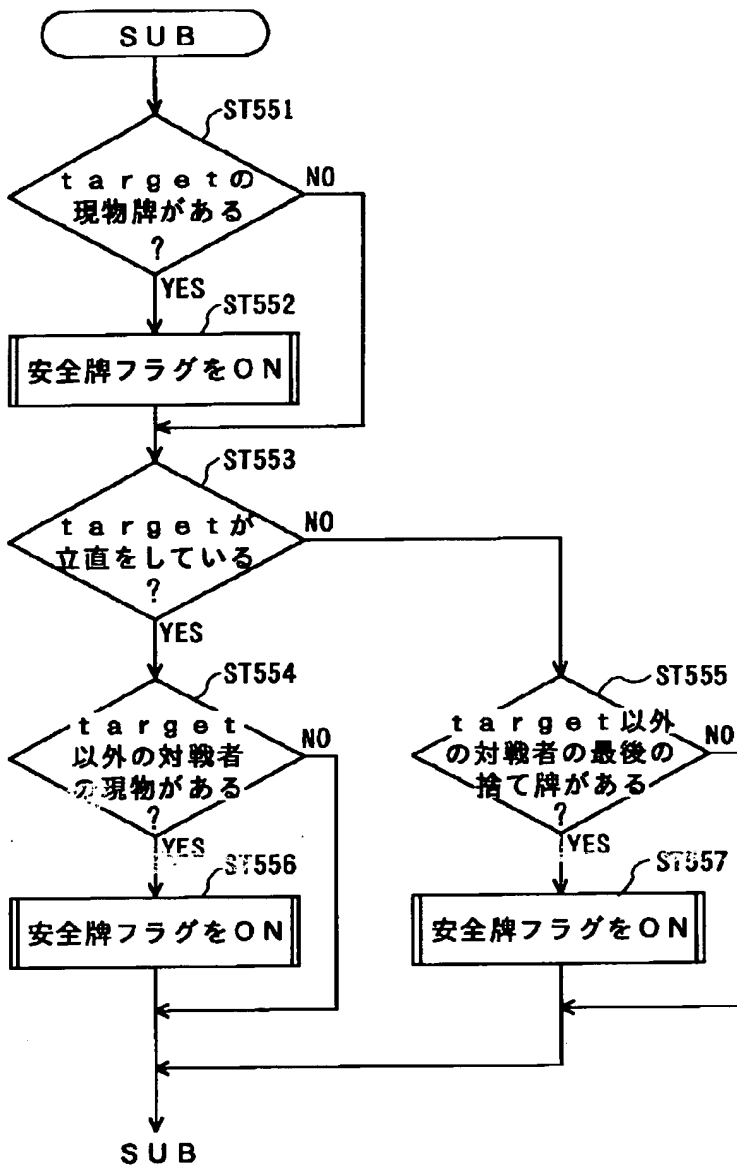 SUB
ST551
targetの
現物牌がある
?
NO
YES
ST552
安全牌フラグをON
ST553
targetが
立直をしている
?
NO
YES
ST554
target
以外の対戦者
の現物がある
?
NO
YES
ST555
target以外
の対戦者の最後の
捨て牌がある
?
NO
YES
ST556
安全牌フラグをON
ST557
安全牌フラグをON
SUB